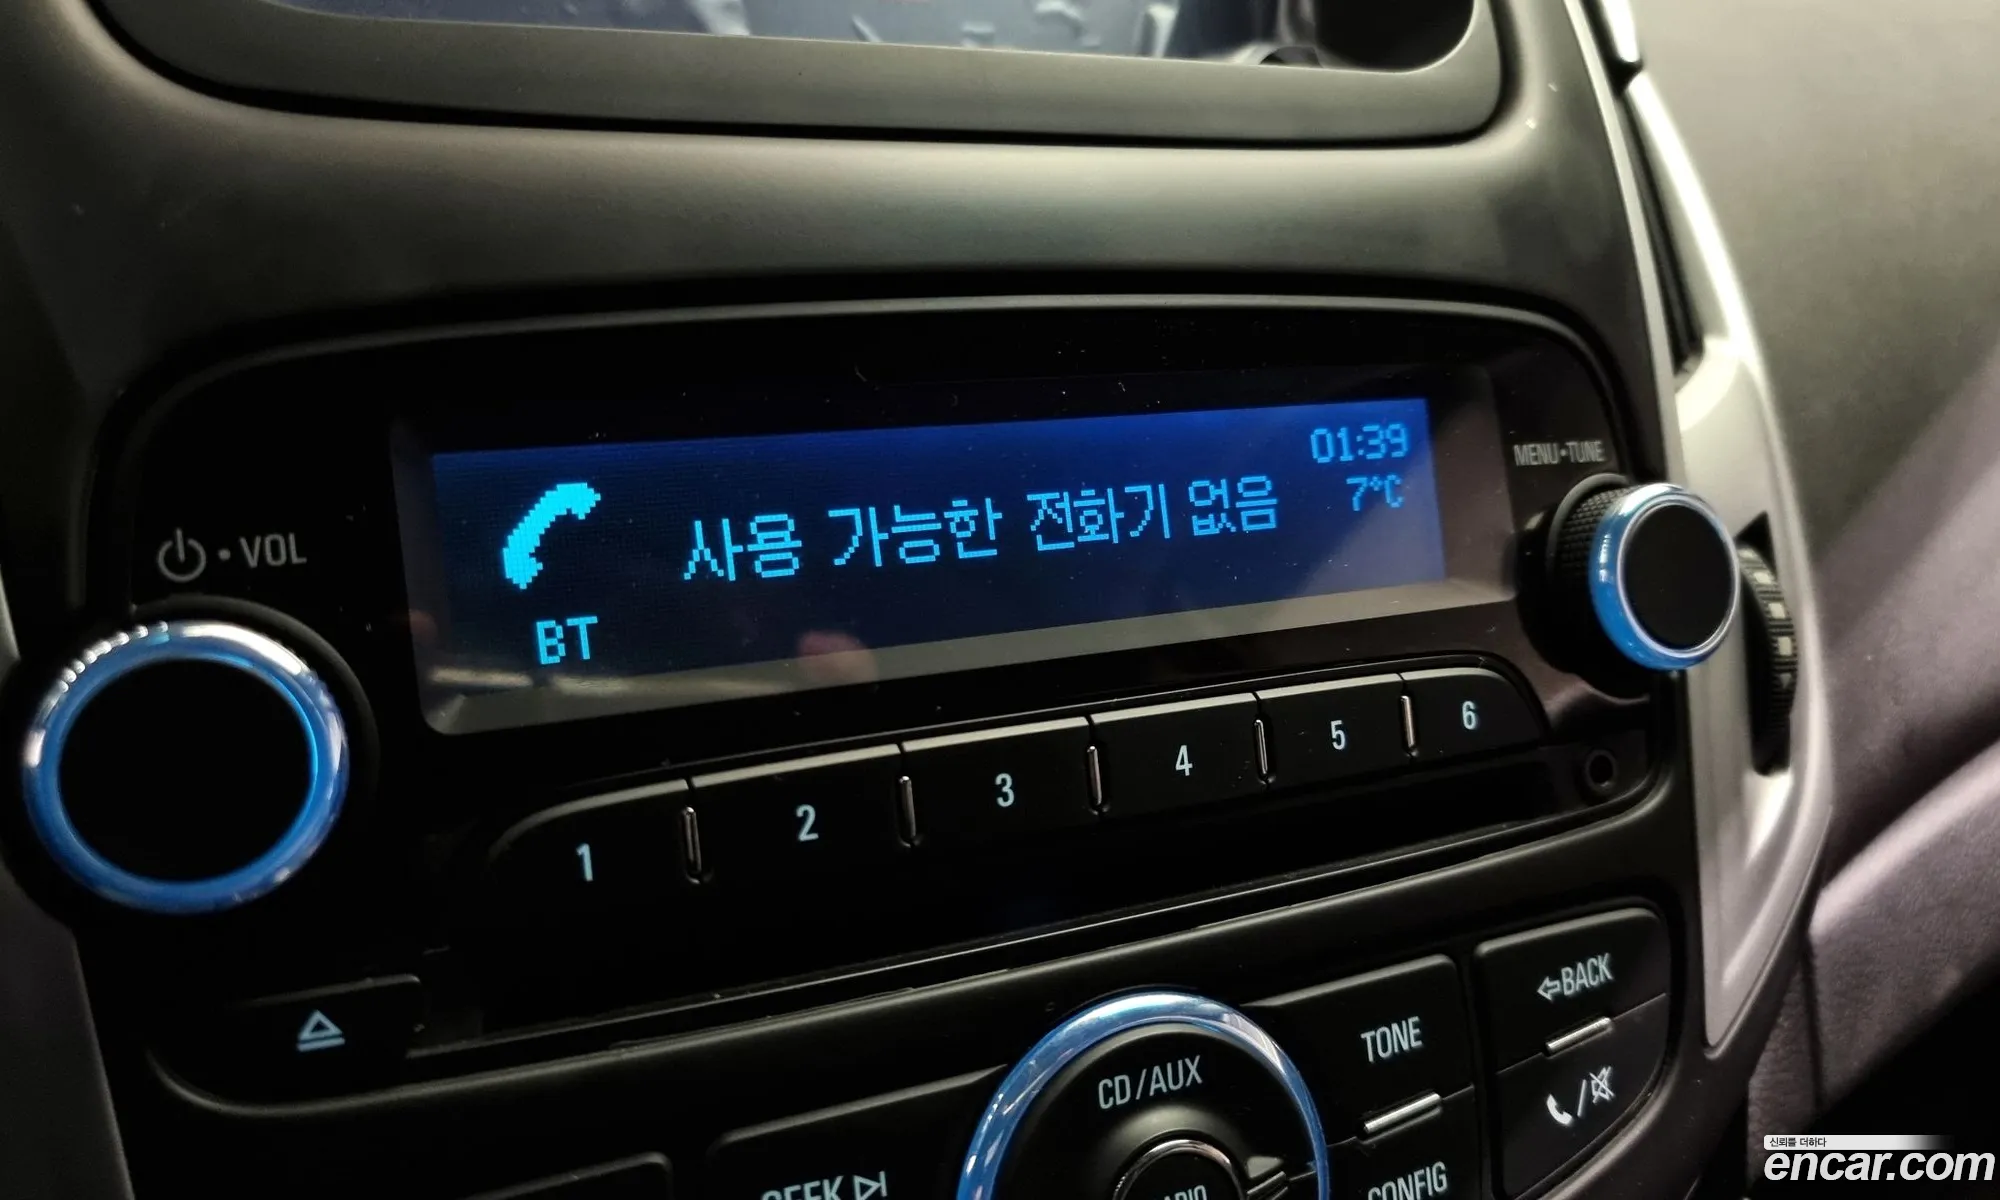 01:39
사용 가능한 전화기 없음
7°C
BT
MENU•TUNE
•VOL
1 2 3 4 5 6
BACK
TONE
CD/AUX
SEEK
CONFIG
신뢰를 더하다
encar.com